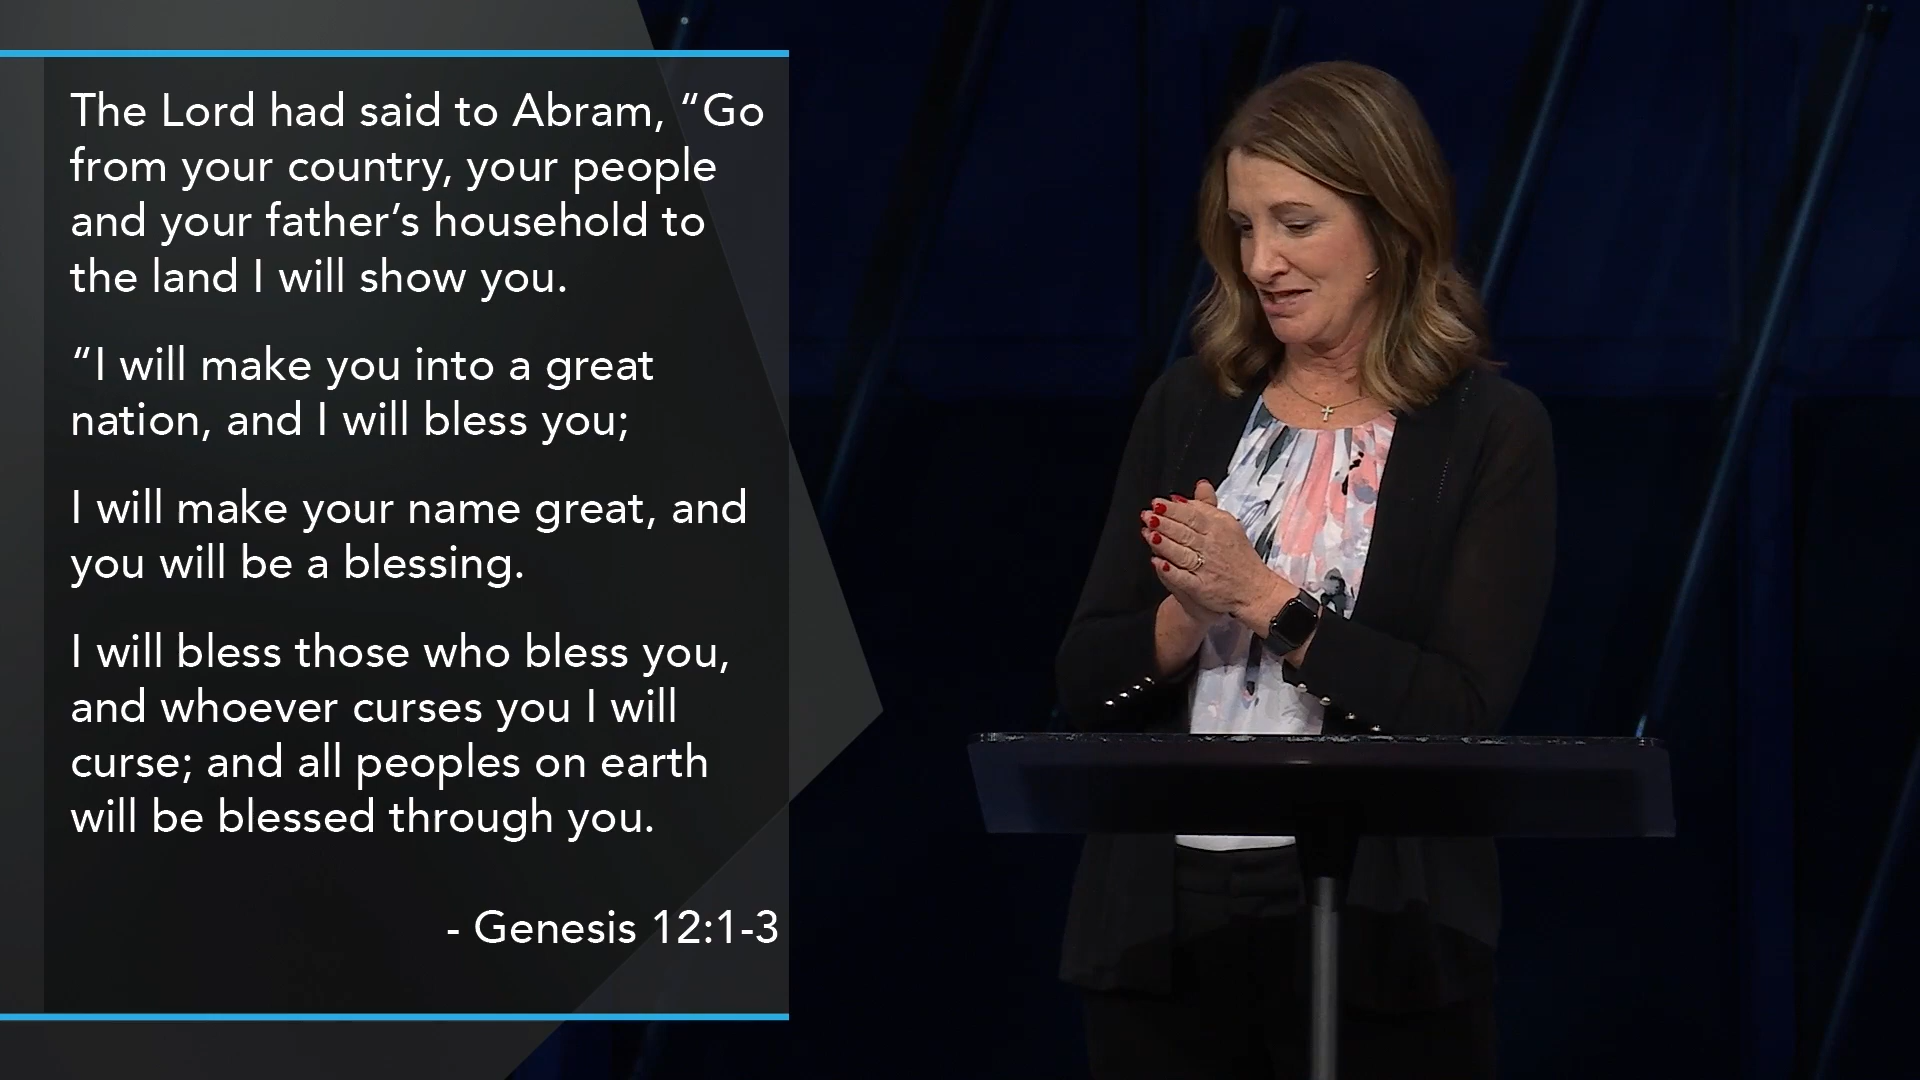 The Lord had said to Abram, “Go
from your country, your people
and your father’s household to
the land I will show you.
“I will make you into a great
nation, and I will bless you;
I will make your name great, and
you will be a blessing.
I will bless those who bless you,
and whoever curses you I will
curse; and all peoples on earth
will be blessed through you.
- Genesis 12:1-3